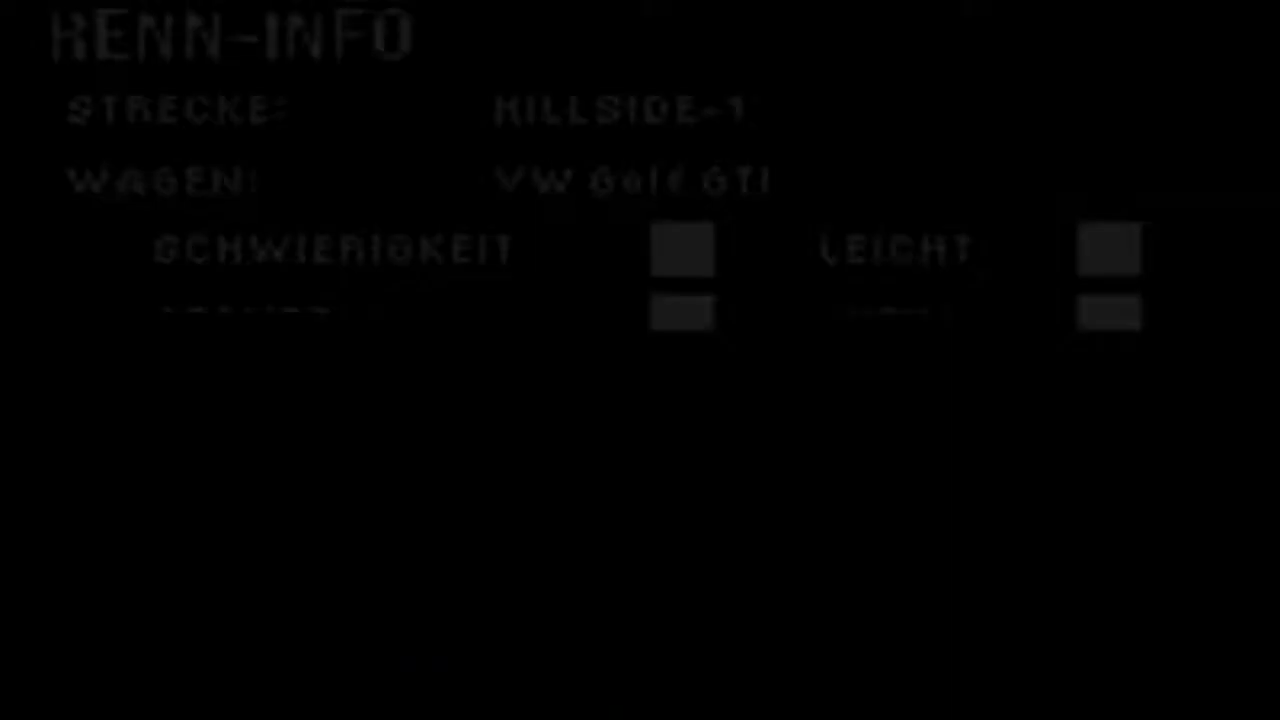 RENN-INFO
STRECKE: HILLSIDE-1
WAGEN: VW Golf GTI
SCHWIERIGKEIT LEICHT